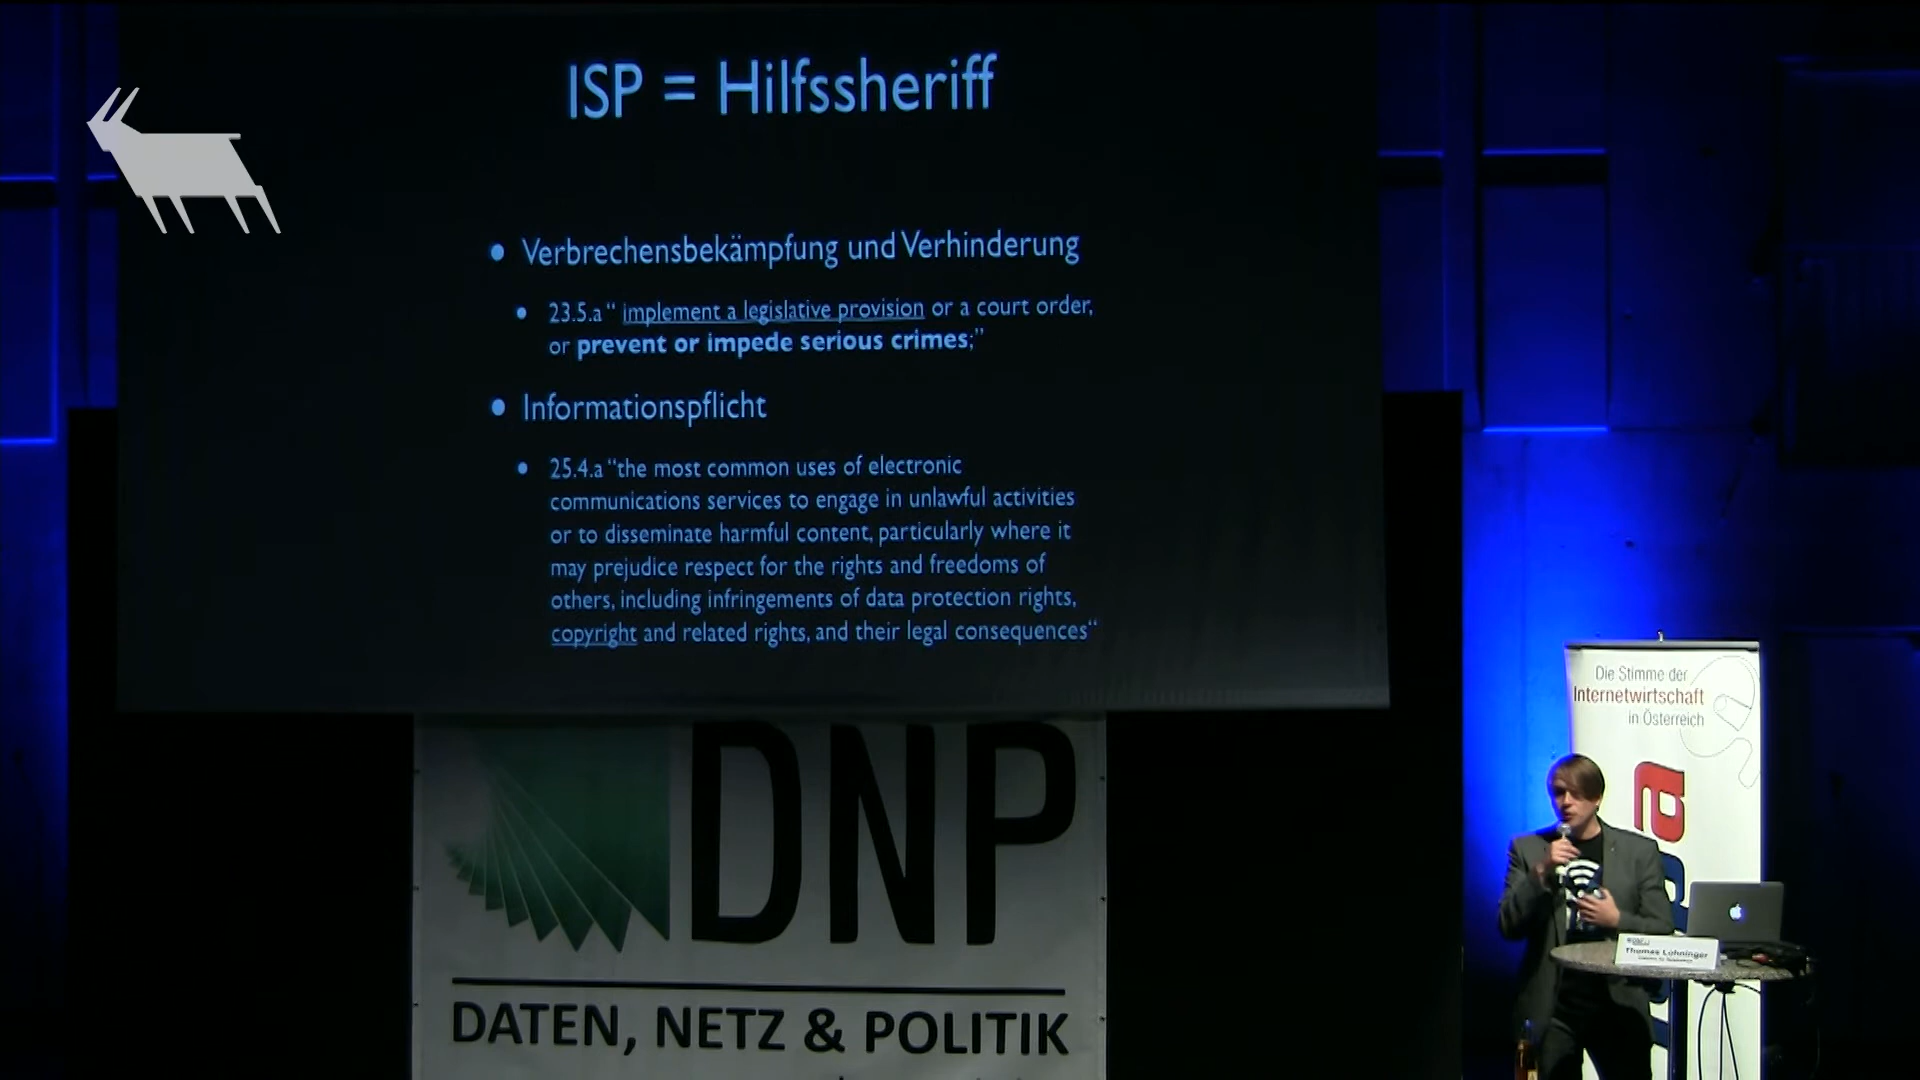 ISP = Hilfssheriff
• Verbrechensbekämpfung und Verhinderung
• 23.5.a “ implement a legislative provision or a court order,
or prevent or impede serious crimes;”
• Informationspflicht
• 25.4.a “the most common uses of electronic
communications services to engage in unlawful activities
or to disseminate harmful content, particularly where it
may prejudice respect for the rights and freedoms of
others, including infringements of data protection rights,
copyright and related rights, and their legal consequences“
DNP
DATEN, NETZ & POLITIK
Die Stimme der
Internetwirtschaft
in Österreich
Thomas Lohninger